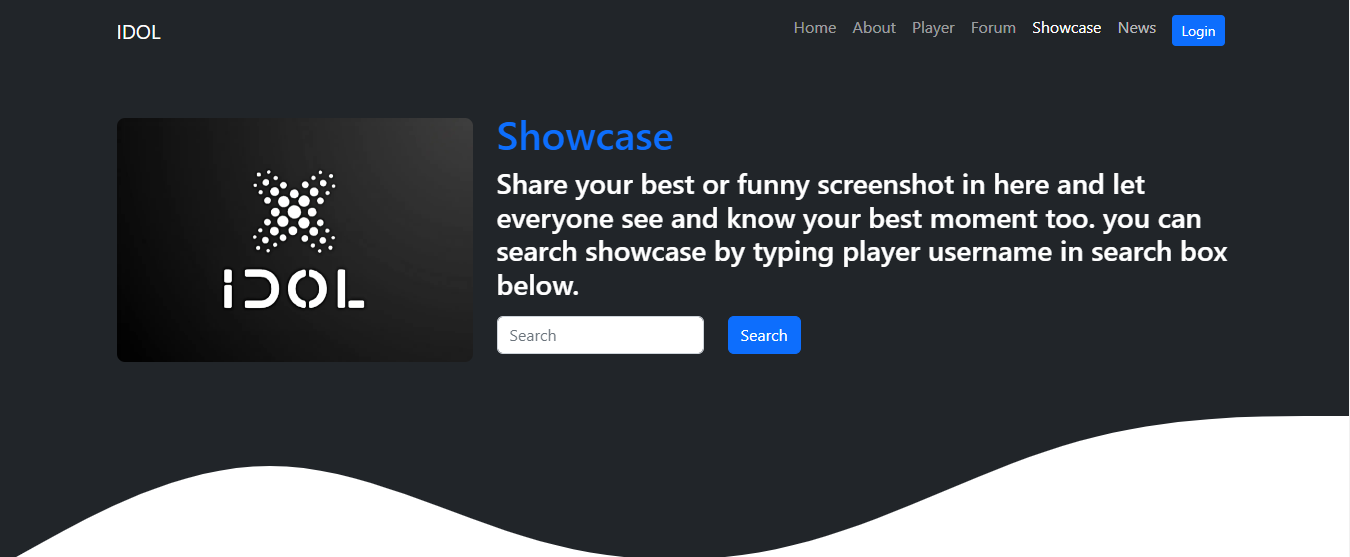 IDOL
Home About Player Forum Showcase News Login
IDOL
Showcase
Share your best or funny screenshot in here and let
everyone see and know your best moment too. you can
search showcase by typing player username in search box
below.
Search Search